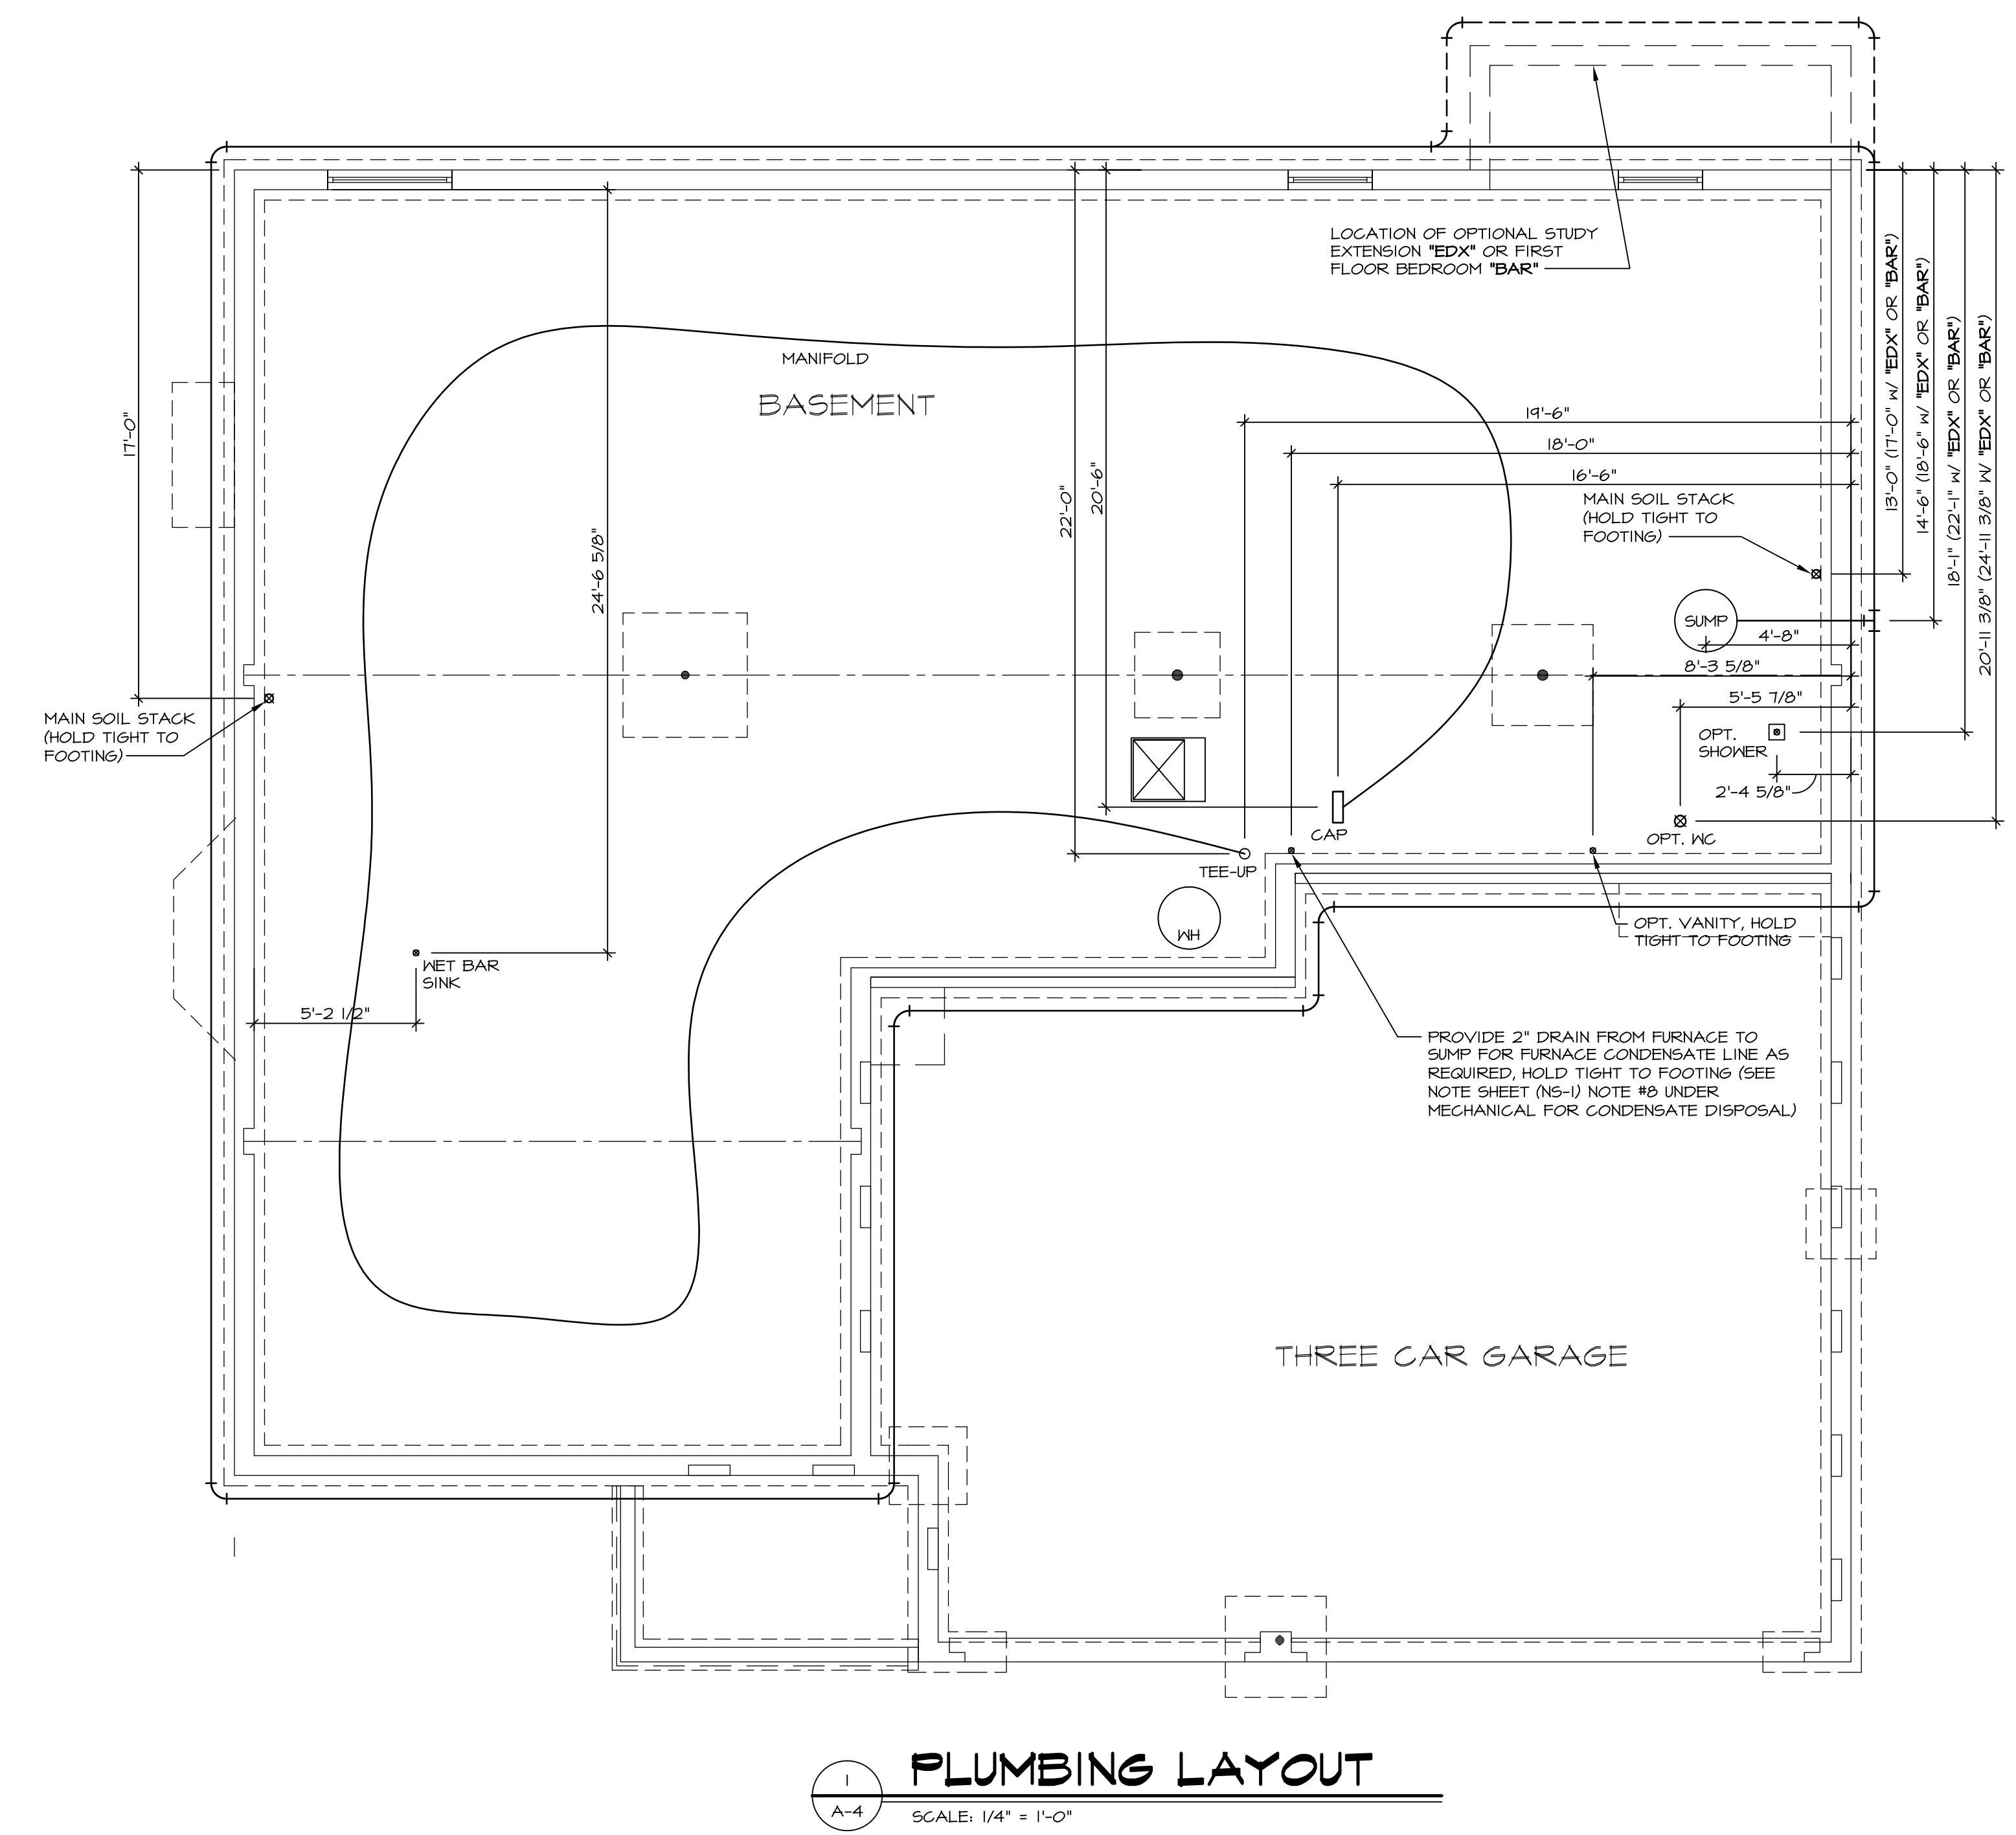 LOCATION OF OPTIONAL STUDY
EXTENSION "EDX" OR FIRST
FLOOR BEDROOM "BAR"
13'-0" (17'-0" W/ "EDX" OR "BAR")
14'-6" (18'-6" W/ "EDX" OR "BAR")
18'-1" (22'-1" W/ "EDX" OR "BAR")
20'-11 3/8" (24'-11 3/8" W/ "EDX" OR "BAR")
MANIFOLD
BASEMENT
17'-0"
24'-6 5/8"
22'-0"
20'-6"
19'-6"
18'-0"
16'-6"
MAIN SOIL STACK
(HOLD TIGHT TO
FOOTING)
SUMP
4'-8"
8'-3 5/8"
5'-5 7/8"
MAIN SOIL STACK
(HOLD TIGHT TO
FOOTING)
OPT.
SHOWER
2'-4 5/8"
CAP
OPT. WC
TEE-UP
WH
OPT. VANITY, HOLD
TIGHT TO FOOTING
WET BAR
SINK
5'-2 1/2"
PROVIDE 2" DRAIN FROM FURNACE TO
SUMP FOR FURNACE CONDENSATE LINE AS
REQUIRED, HOLD TIGHT TO FOOTING (SEE
NOTE SHEET (NS-1) NOTE #8 UNDER
MECHANICAL FOR CONDENSATE DISPOSAL)
THREE CAR GARAGE
1
A-4
PLUMBING LAYOUT
SCALE: 1/4" = 1'-0"